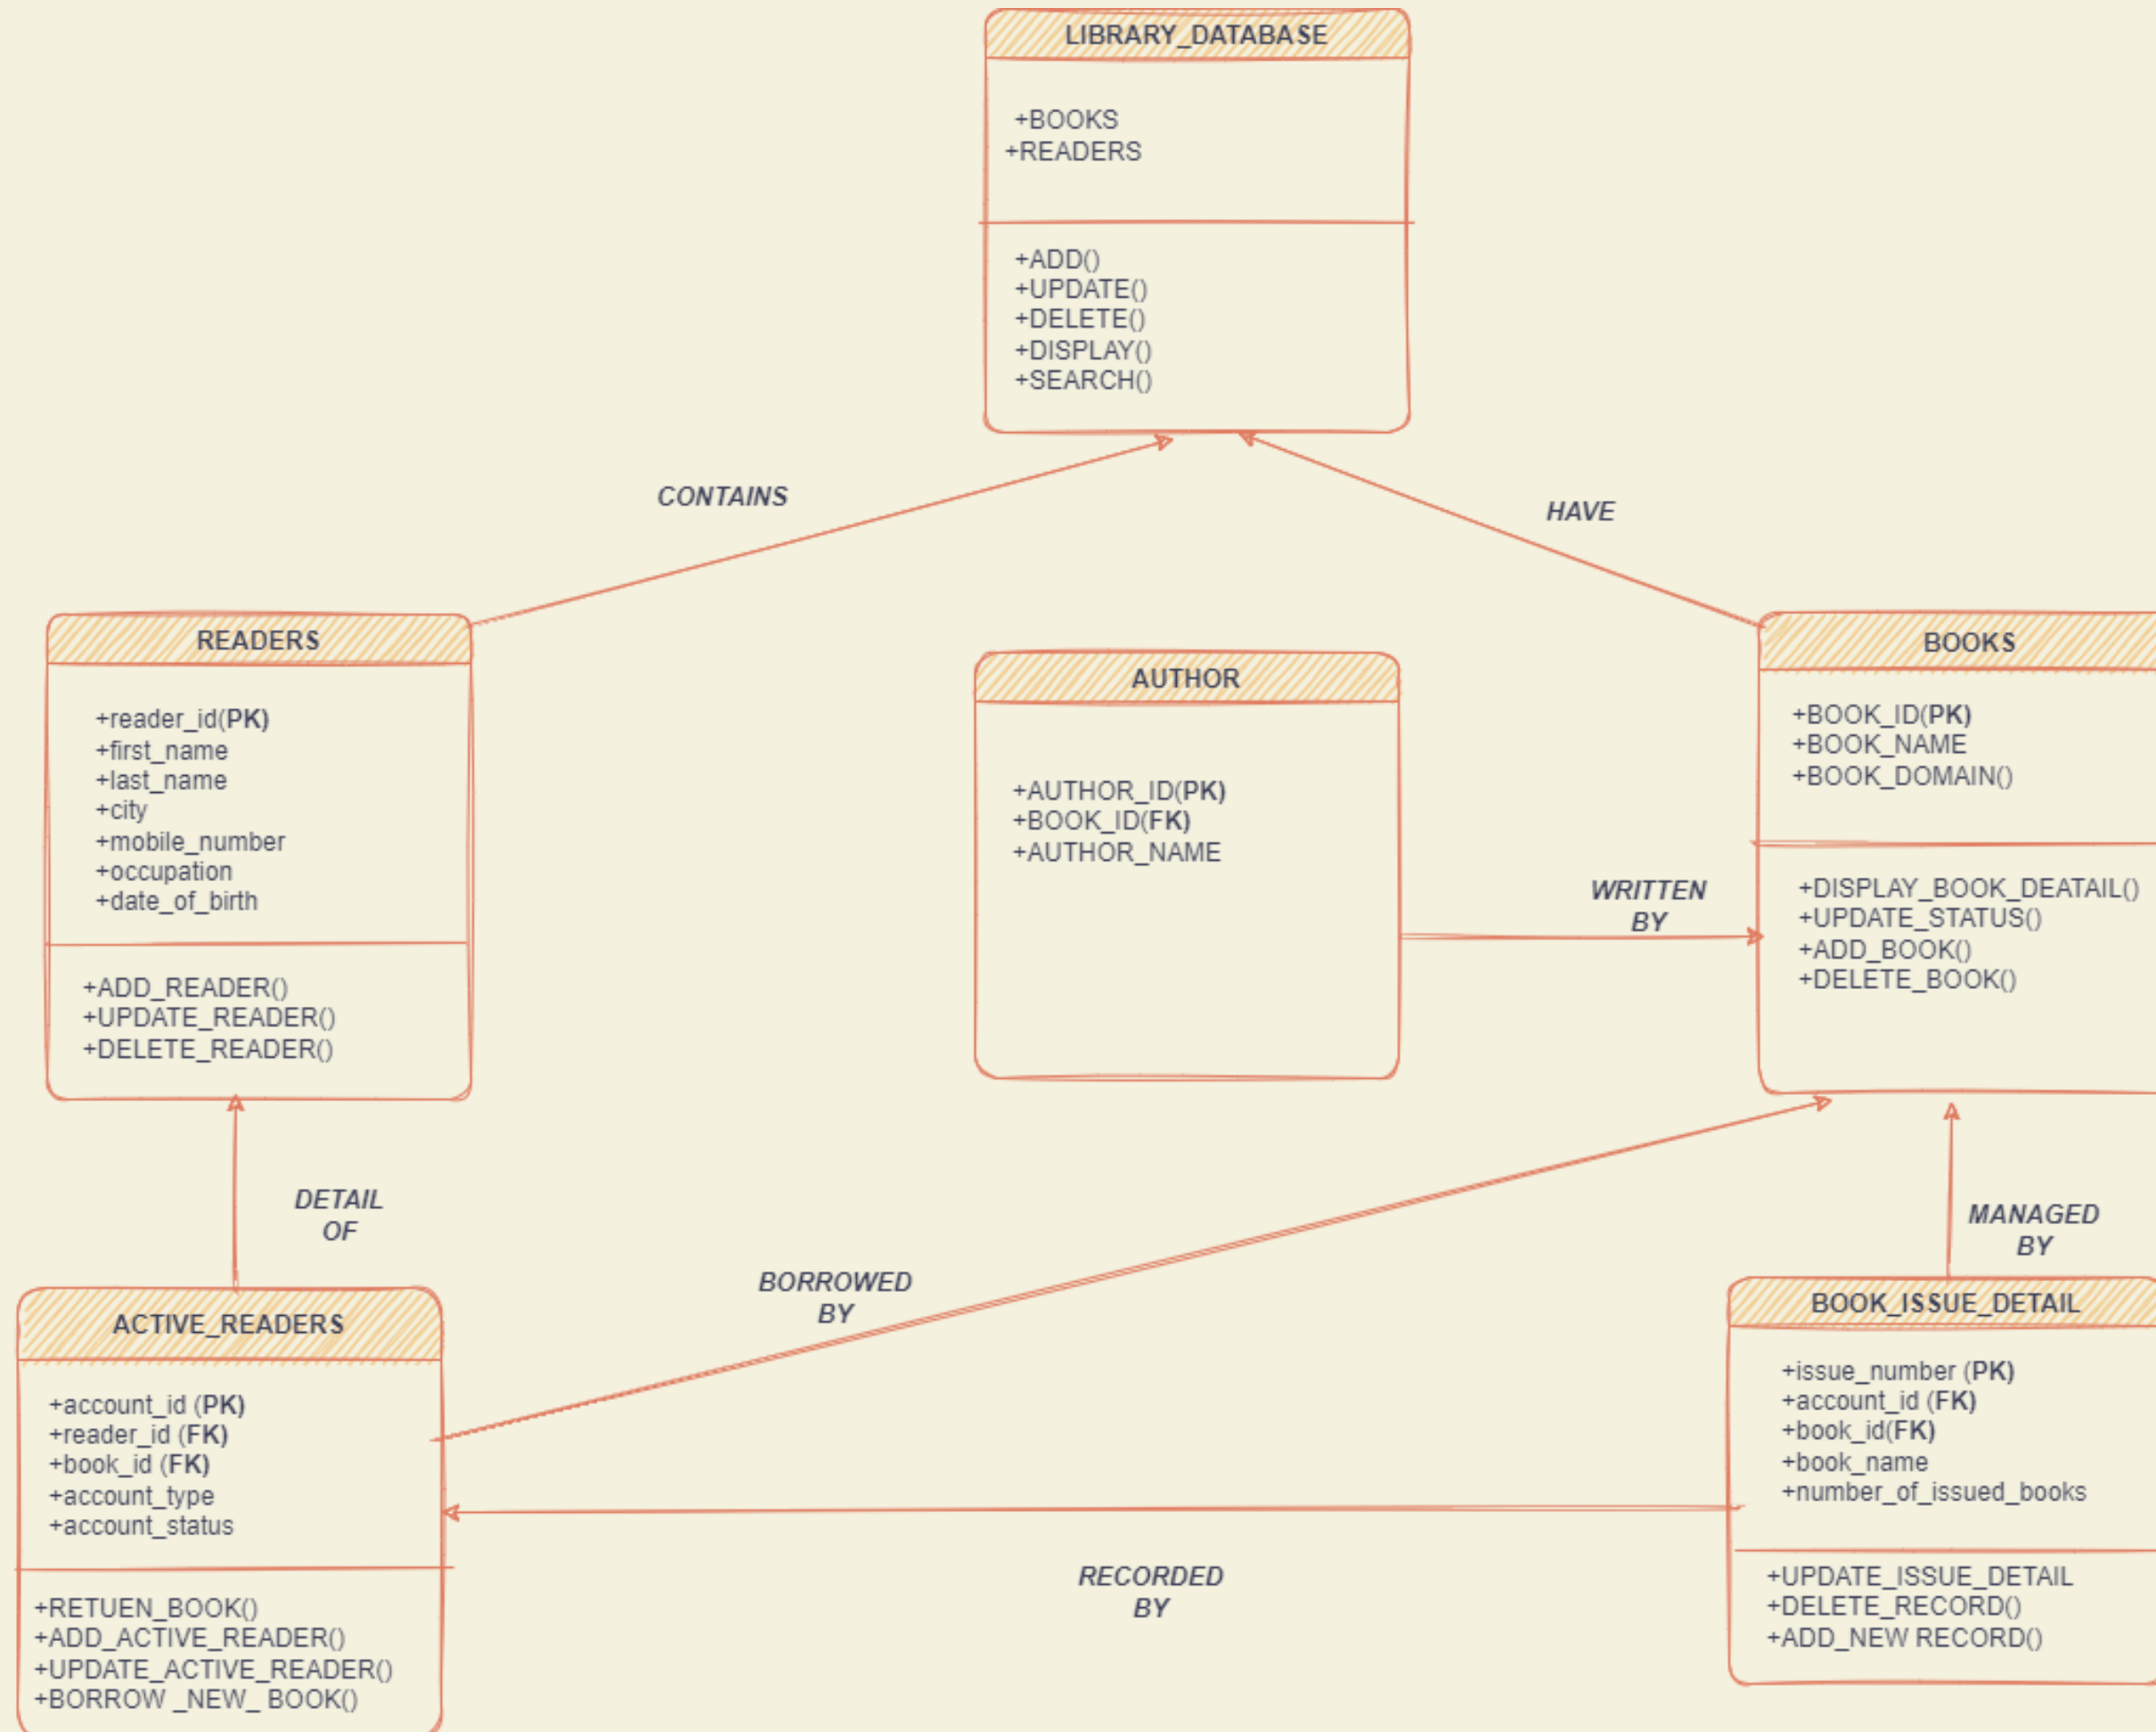 LIBRARY_DATABASE
+BOOKS
+READERS
+ADD()
+UPDATE()
+DELETE()
+DISPLAY()
+SEARCH()
CONTAINS
HAVE
READERS
+reader_id(PK)
+first_name
+last_name
+city
+mobile_number
+occupation
+date_of_birth
+ADD_READER()
+UPDATE_READER()
+DELETE_READER()
AUTHOR
+AUTHOR_ID(PK)
+BOOK_ID(FK)
+AUTHOR_NAME
WRITTEN
BY
BOOKS
+BOOK_ID(PK)
+BOOK_NAME
+BOOK_DOMAIN()
+DISPLAY_BOOK_DEATAIL()
+UPDATE_STATUS()
+ADD_BOOK()
+DELETE_BOOK()
DETAIL
OF
BORROWED
BY
MANAGED
BY
ACTIVE_READERS
+account_id (PK)
+reader_id (FK)
+book_id (FK)
+account_type
+account_status
+RETUEN_BOOK()
+ADD_ACTIVE_READER()
+UPDATE_ACTIVE_READER()
+BORROW _NEW_ BOOK()
RECORDED
BY
BOOK_ISSUE_DETAIL
+issue_number (PK)
+account_id (FK)
+book_id(FK)
+book_name
+number_of_issued_books
+UPDATE_ISSUE_DETAIL
+DELETE_RECORD()
+ADD_NEW RECORD()